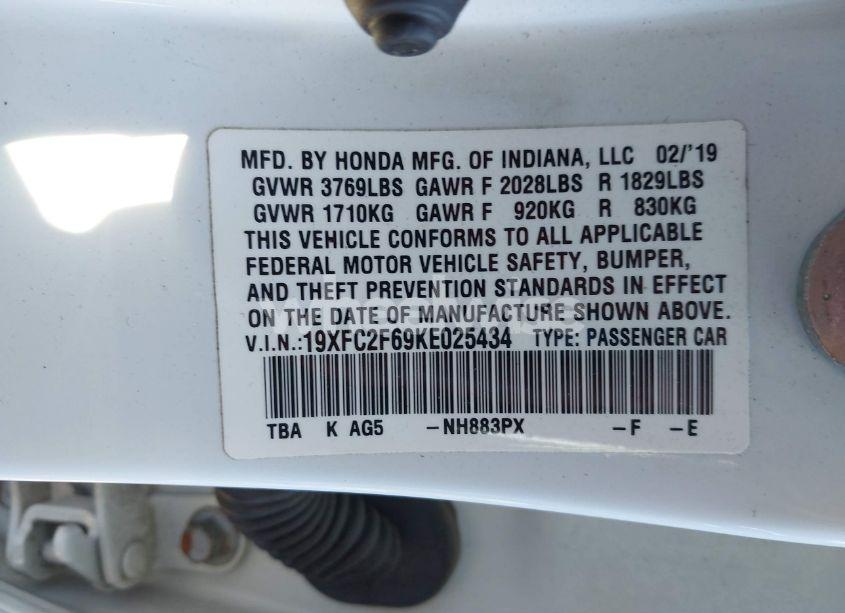 MFD. BY HONDA MFG. OF INDIANA, LLC 02/'19
GVWR 3769LBS GAWR F 2028LBS R 1829LBS
GVWR 1710KG GAWR F 920KG R 830KG
THIS VEHICLE CONFORMS TO ALL APPLICABLE
FEDERAL MOTOR VEHICLE SAFETY, BUMPER,
AND THEFT PREVENTION STANDARDS IN EFFECT
ON THE DATE OF MANUFACTURE SHOWN ABOVE.
V.I.N.:19XFC2F69KE025434 TYPE: PASSENGER CAR
TBA K AG5 –NH883PX –F –E